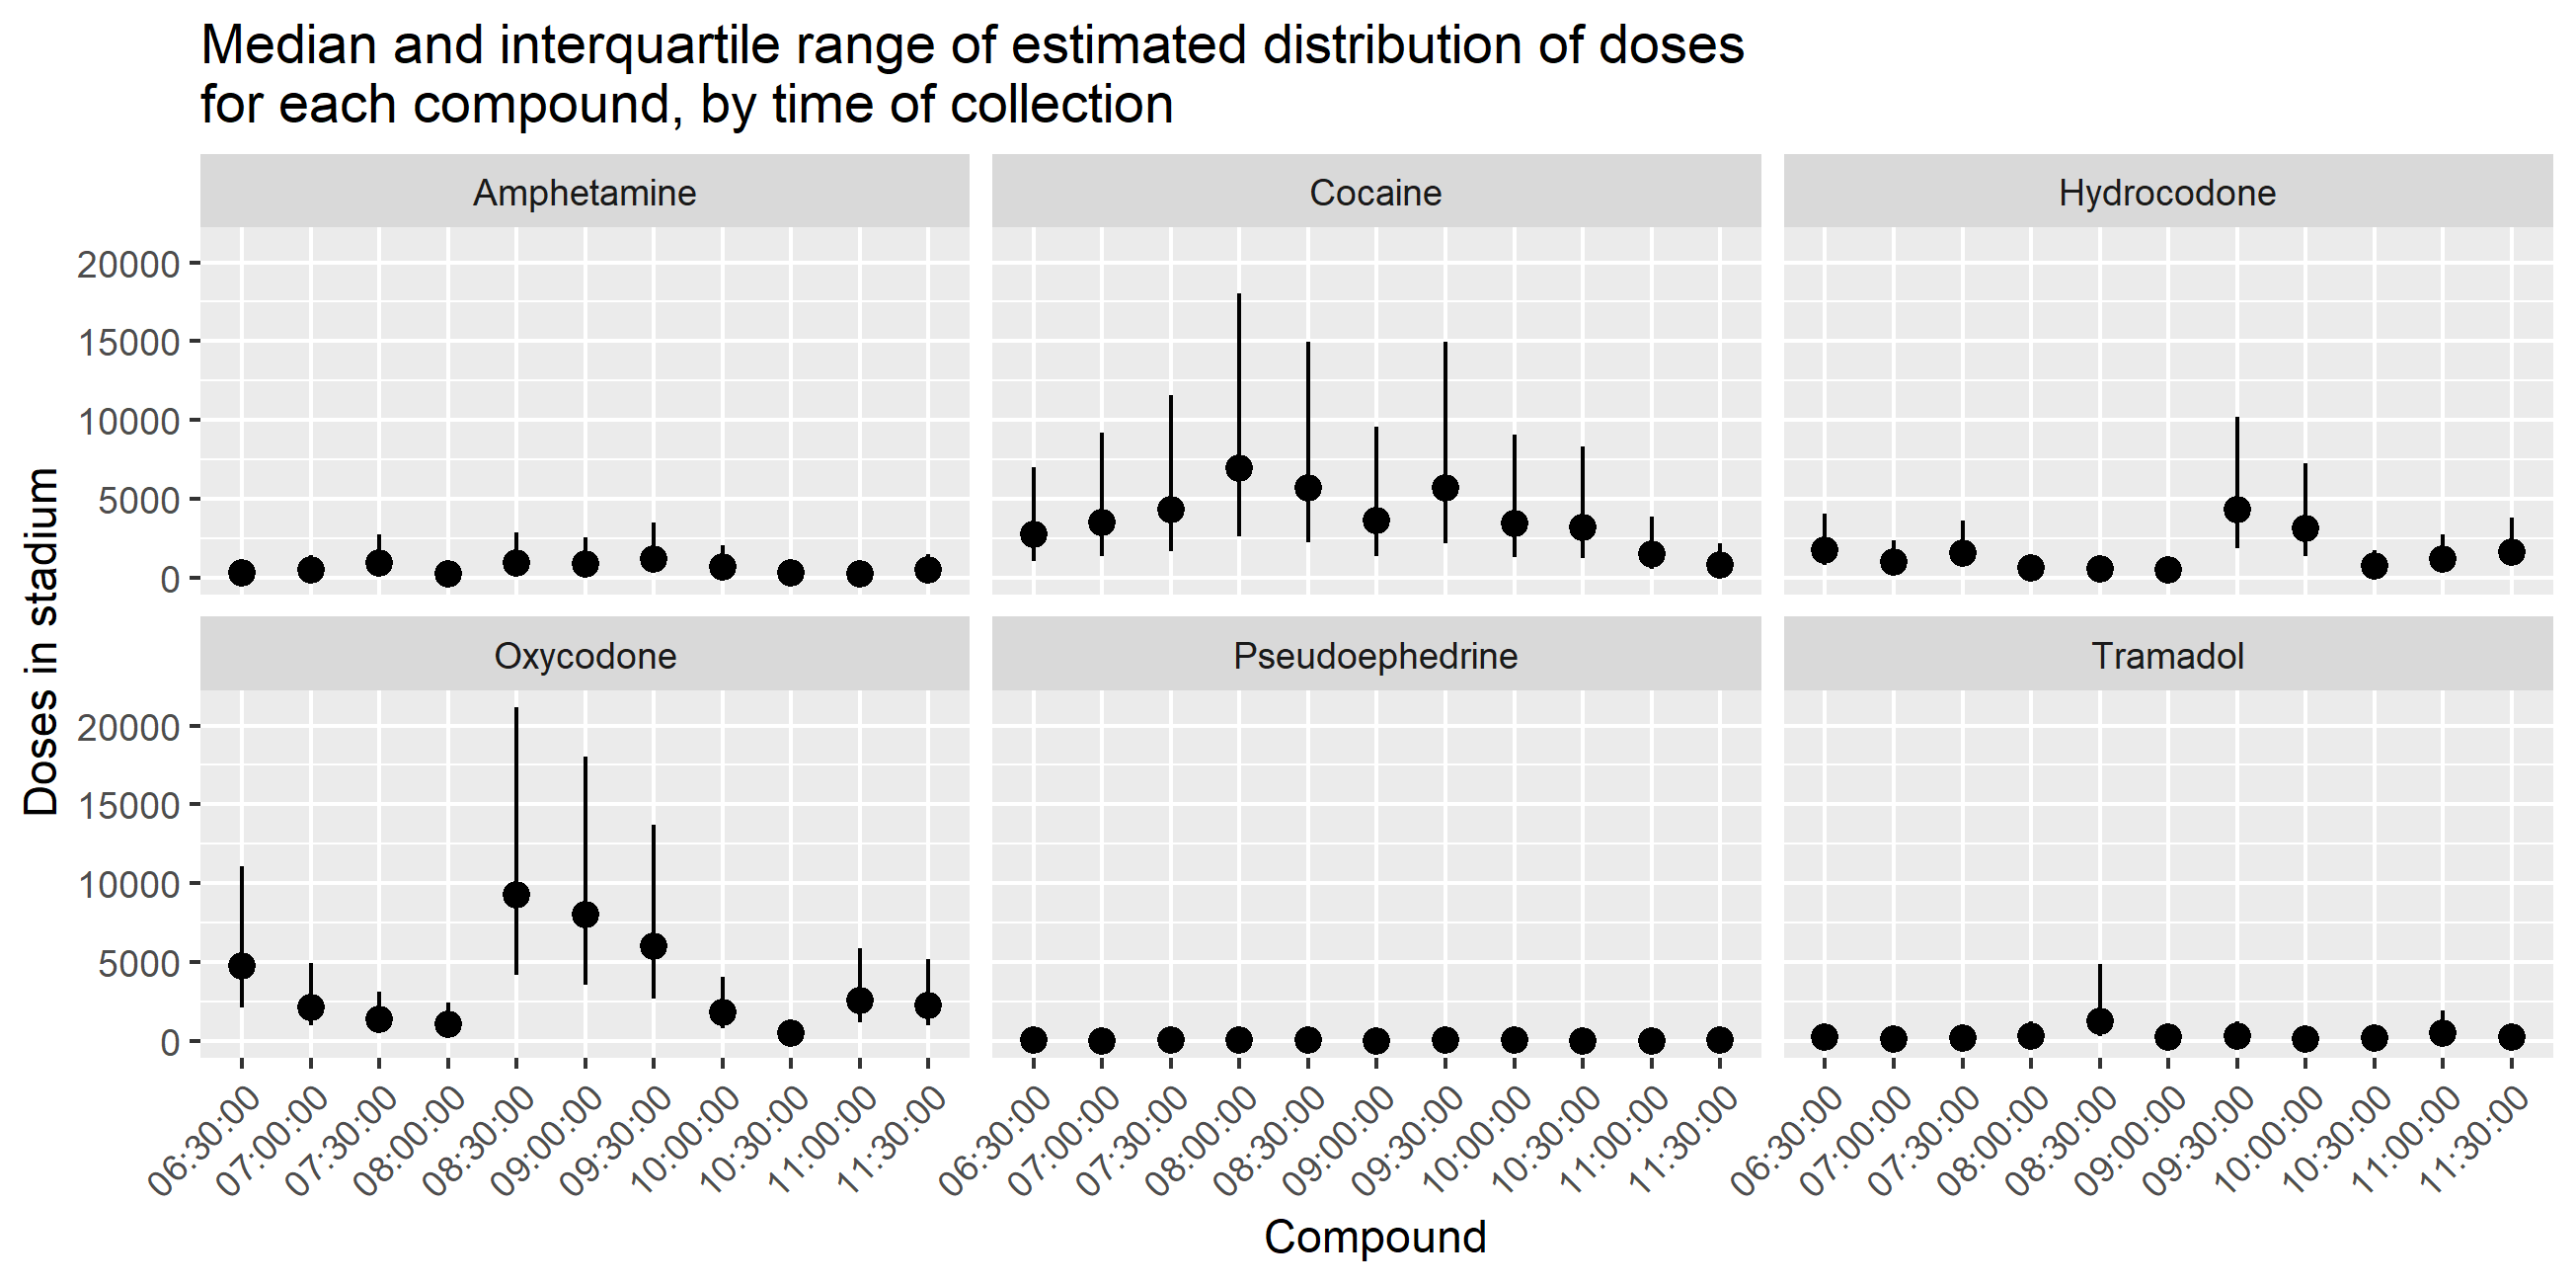 Median and interquartile range of estimated distribution of doses
for each compound, by time of collection
Amphetamine
Cocaine
Hydrocodone
20000
15000
10000
5000
0
Oxycodone
Pseudoephedrine
Tramadol
20000
15000
10000
5000
0
Doses in stadium
06:30:00 07:00:00 07:30:00 08:00:00 08:30:00 09:00:00 09:30:00 10:00:00 10:30:00 11:00:00 11:30:00
06:30:00 07:00:00 07:30:00 08:00:00 08:30:00 09:00:00 09:30:00 10:00:00 10:30:00 11:00:00 11:30:00
06:30:00 07:00:00 07:30:00 08:00:00 08:30:00 09:00:00 09:30:00 10:00:00 10:30:00 11:00:00 11:30:00
Compound